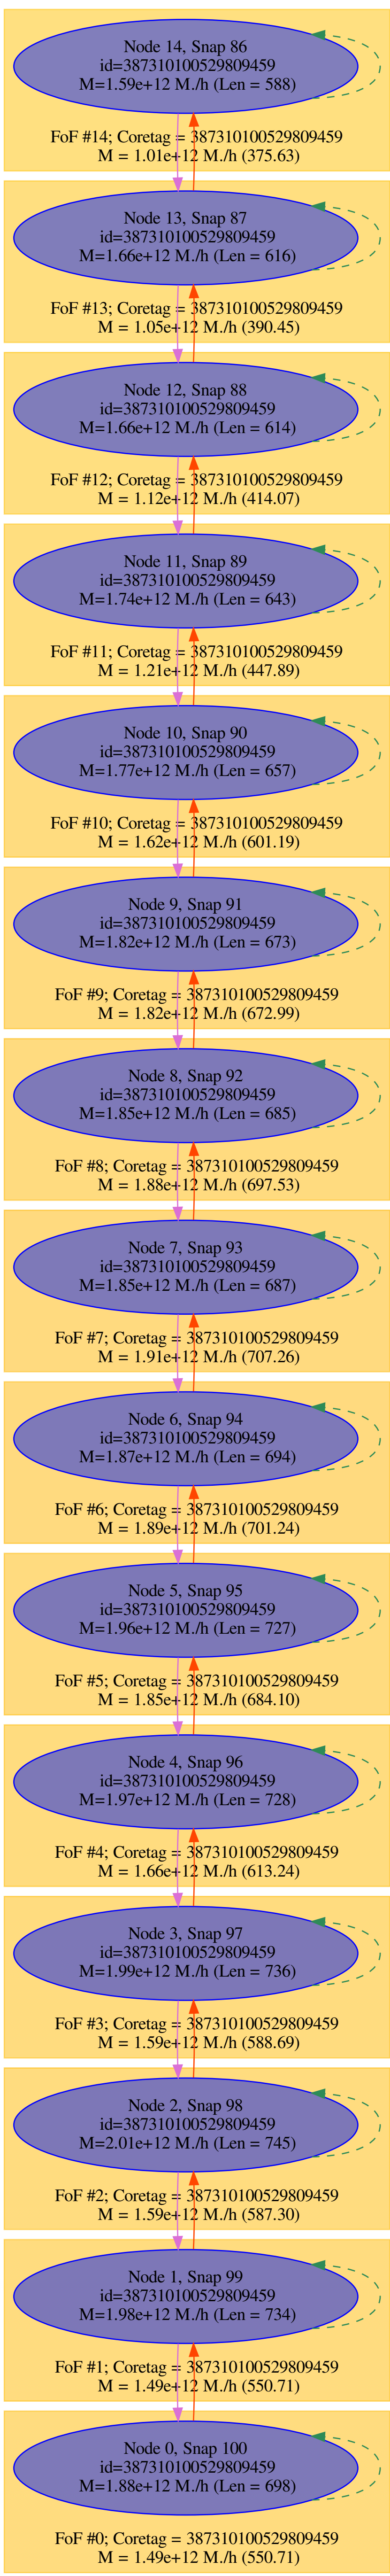 Node 14, Snap 86
id=387310100529809459
M=1.59e+12 M./h (Len = 588)
FoF #14; Coretag = 387310100529809459
M = 1.01e+12 M./h (375.63)
Node 13, Snap 87
id=387310100529809459
M=1.66e+12 M./h (Len = 616)
FoF #13; Coretag = 387310100529809459
M = 1.05e+12 M./h (390.45)
Node 12, Snap 88
id=387310100529809459
M=1.66e+12 M./h (Len = 614)
FoF #12; Coretag = 387310100529809459
M = 1.12e+12 M./h (414.07)
Node 11, Snap 89
id=387310100529809459
M=1.74e+12 M./h (Len = 643)
FoF #11; Coretag = 387310100529809459
M = 1.21e+12 M./h (447.89)
Node 10, Snap 90
id=387310100529809459
M=1.77e+12 M./h (Len = 657)
FoF #10; Coretag = 387310100529809459
M = 1.62e+12 M./h (601.19)
Node 9, Snap 91
id=387310100529809459
M=1.82e+12 M./h (Len = 673)
FoF #9; Coretag = 387310100529809459
M = 1.82e+12 M./h (672.99)
Node 8, Snap 92
id=387310100529809459
M=1.85e+12 M./h (Len = 685)
FoF #8; Coretag = 387310100529809459
M = 1.88e+12 M./h (697.53)
Node 7, Snap 93
id=387310100529809459
M=1.85e+12 M./h (Len = 687)
FoF #7; Coretag = 387310100529809459
M = 1.91e+12 M./h (707.26)
Node 6, Snap 94
id=387310100529809459
M=1.87e+12 M./h (Len = 694)
FoF #6; Coretag = 387310100529809459
M = 1.89e+12 M./h (701.24)
Node 5, Snap 95
id=387310100529809459
M=1.96e+12 M./h (Len = 727)
FoF #5; Coretag = 387310100529809459
M = 1.85e+12 M./h (684.10)
Node 4, Snap 96
id=387310100529809459
M=1.97e+12 M./h (Len = 728)
FoF #4; Coretag = 387310100529809459
M = 1.66e+12 M./h (613.24)
Node 3, Snap 97
id=387310100529809459
M=1.99e+12 M./h (Len = 736)
FoF #3; Coretag = 387310100529809459
M = 1.59e+12 M./h (588.69)
Node 2, Snap 98
id=387310100529809459
M=2.01e+12 M./h (Len = 745)
FoF #2; Coretag = 387310100529809459
M = 1.59e+12 M./h (587.30)
Node 1, Snap 99
id=387310100529809459
M=1.98e+12 M./h (Len = 734)
FoF #1; Coretag = 387310100529809459
M = 1.49e+12 M./h (550.71)
Node 0, Snap 100
id=387310100529809459
M=1.88e+12 M./h (Len = 698)
FoF #0; Coretag = 387310100529809459
M = 1.49e+12 M./h (550.71)